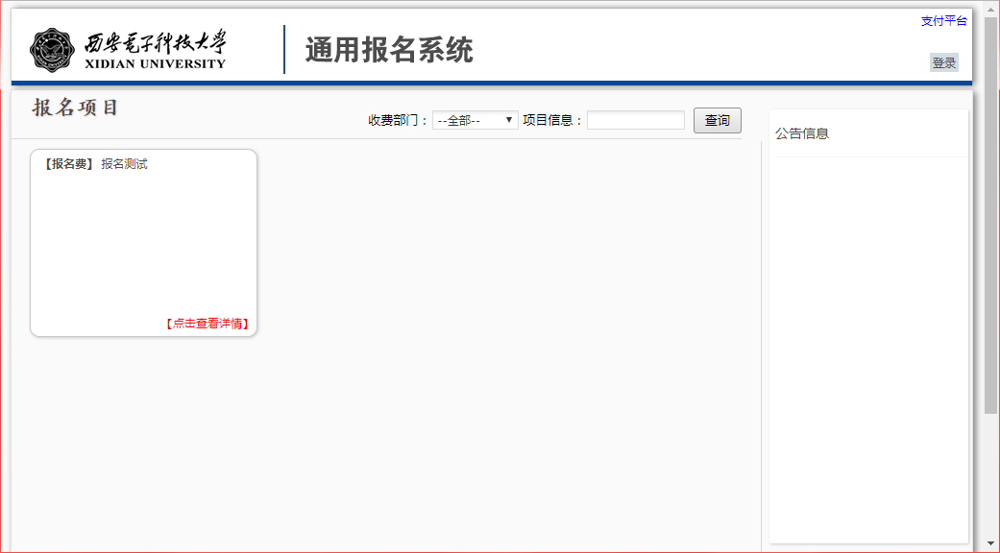 支付平台
西安电子科技大学
XIDIAN UNIVERSITY
通用报名系统
登录
报名项目
收费部门： --全部-- 项目信息： 查询
公告信息
【报名费】 报名测试
【点击查看详情】